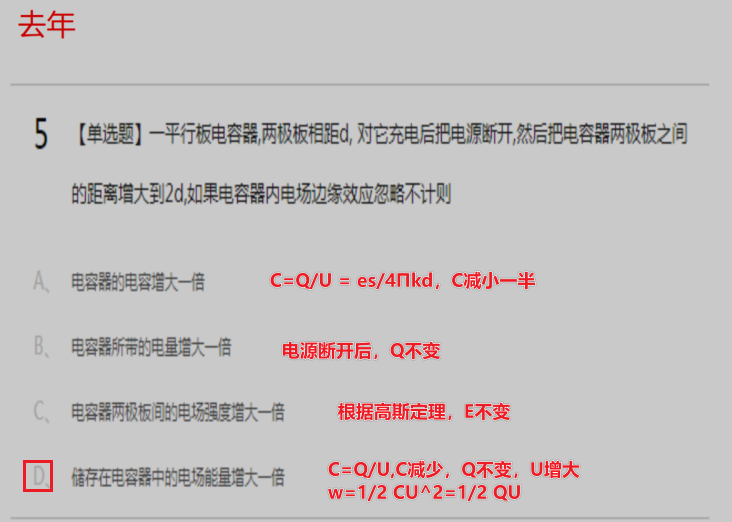 去年
5 【单选题】一平行板电容器,两极板相距d, 对它充电后把电源断开,然后把电容器两极板之间
的距离增大到2d,如果电容器内电场边缘效应忽略不计则
A、 电容器的电容增大一倍 C=Q/U = es/4Πkd，C减小一半
B、 电容器所带的电量增大一倍 电源断开后，Q不变
C、 电容器两极板间的电场强度增大一倍 根据高斯定理，E不变
D、 储存在电容器中的电场能量增大一倍 C=Q/U,C减少，Q不变，U增大
w=1/2 CU^2=1/2 QU